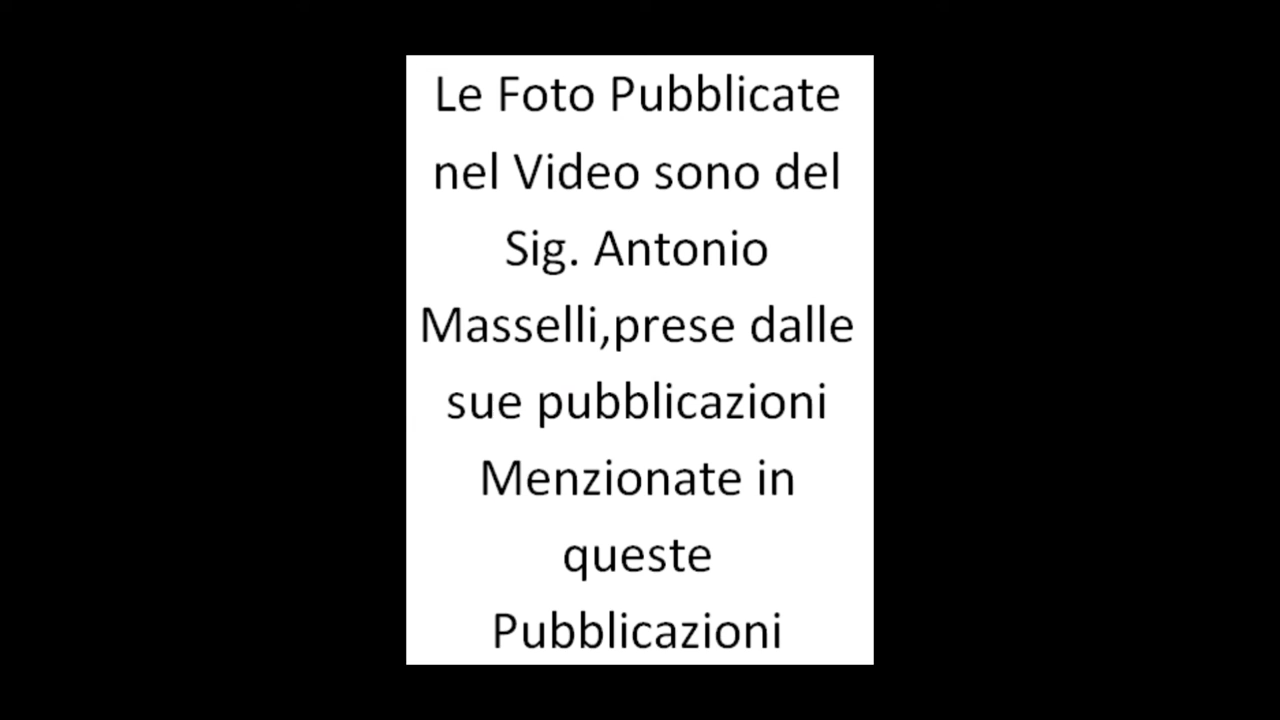 Le Foto Pubblicate
nel Video sono del
Sig. Antonio
Masselli,prese dalle
sue pubblicazioni
Menzionate in
queste
Pubblicazioni